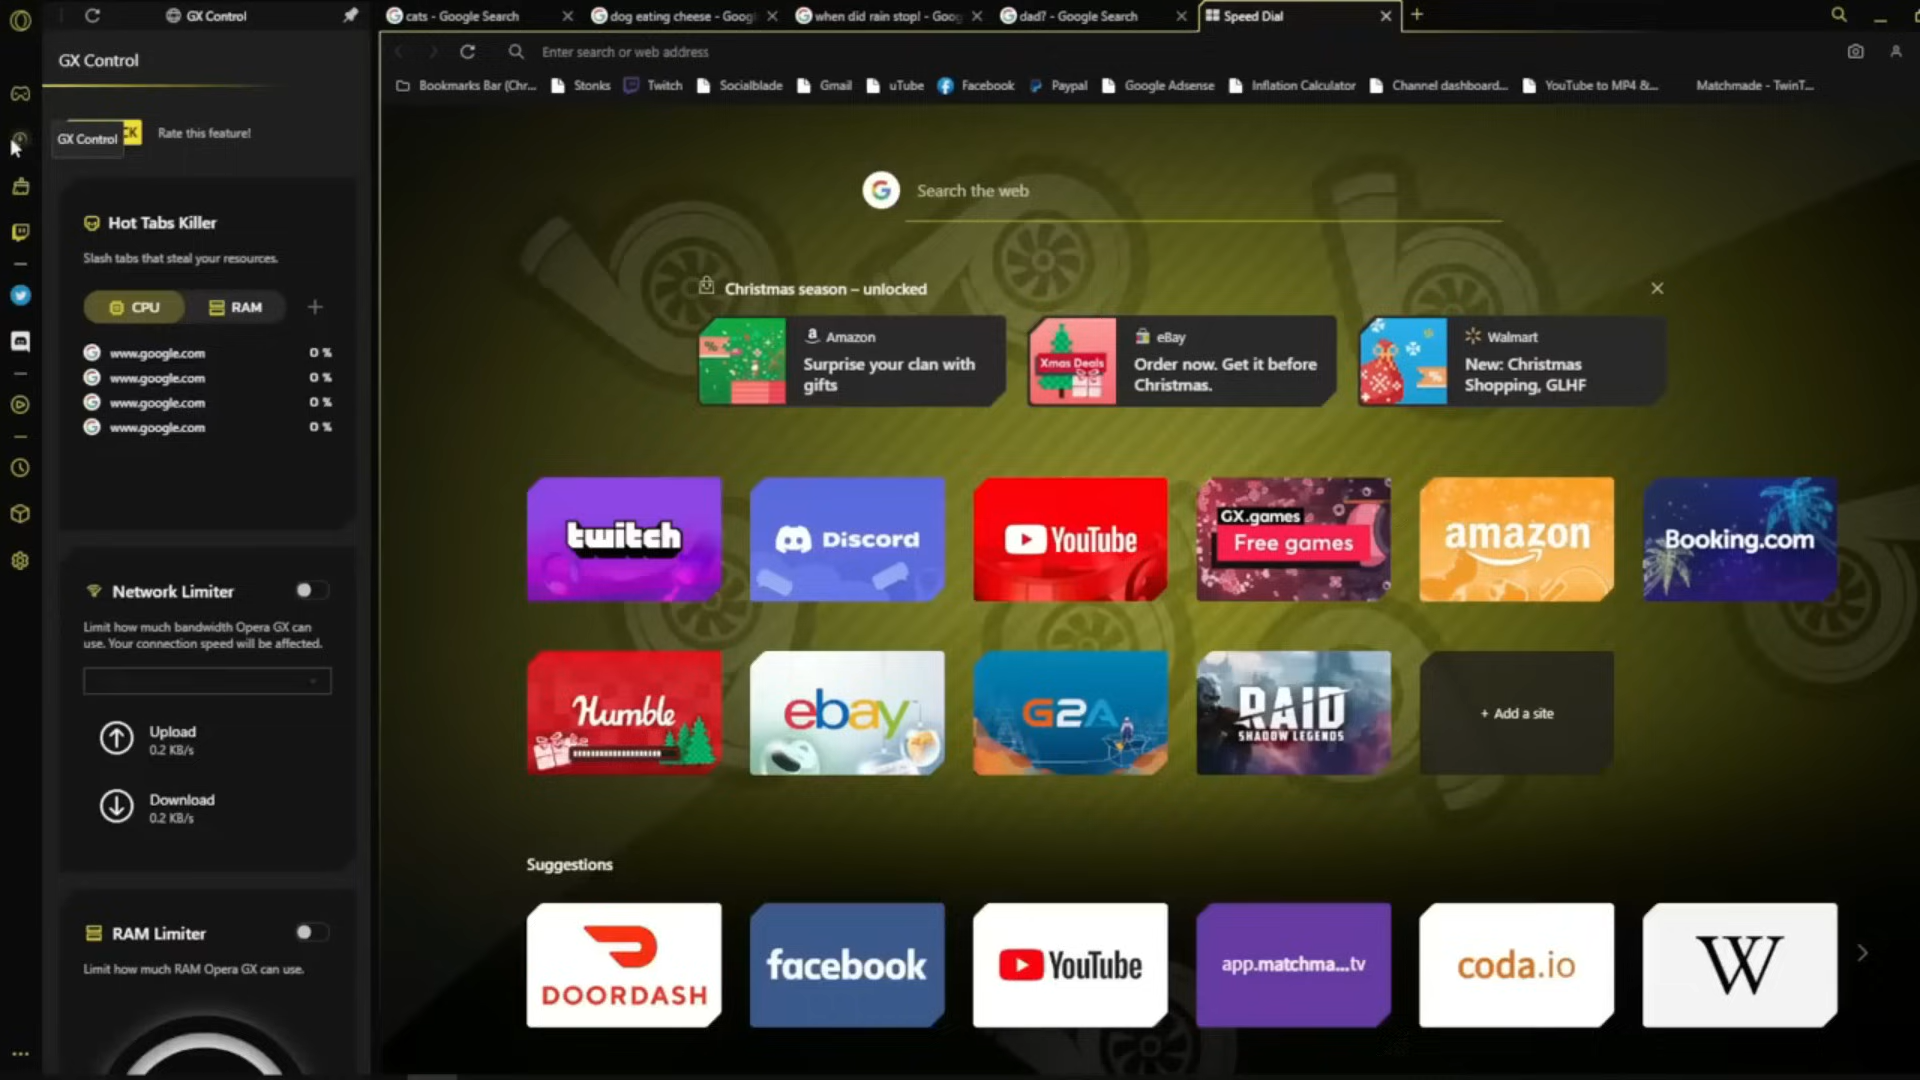 GX Control
cats - Google Search
dog eating cheese - Goog
when did rain stop! - Goog
dad? - Google Search
Speed Dial
GX Control
Enter search or web address
Bookmarks Bar (Chr...
Stonks
Twitch
Socialblade
Gmail
uTube
Facebook
Paypal
Google Adsense
Inflation Calculator
Channel dashboard...
YouTube to MP4 &...
Matchmade - TwinT...
CK
Rate this feature!
GX Control
Hot Tabs Killer
Slash tabs that steal your resources.
CPU
RAM
www.google.com 0 %
www.google.com 0 %
www.google.com 0 %
www.google.com 0 %
Network Limiter
Limit how much bandwidth Opera GX can
use. Your connection speed will be affected.
Upload
0.2 KB/s
Download
0.2 KB/s
RAM Limiter
Limit how much RAM Opera GX can use.
Search the web
Christmas season – unlocked
Amazon
Surprise your clan with
gifts
Xmas Deals
eBay
Order now. Get it before
Christmas.
Walmart
New: Christmas
Shopping, GLHF
twitch
Discord
YouTube
GX.games
Free games
amazon
Booking.com
Humble
ebay
G2A
RAID
SHADOW LEGENDS
+ Add a site
Suggestions
DOORDASH
facebook
YouTube
app.matchma...tv
coda.io
W